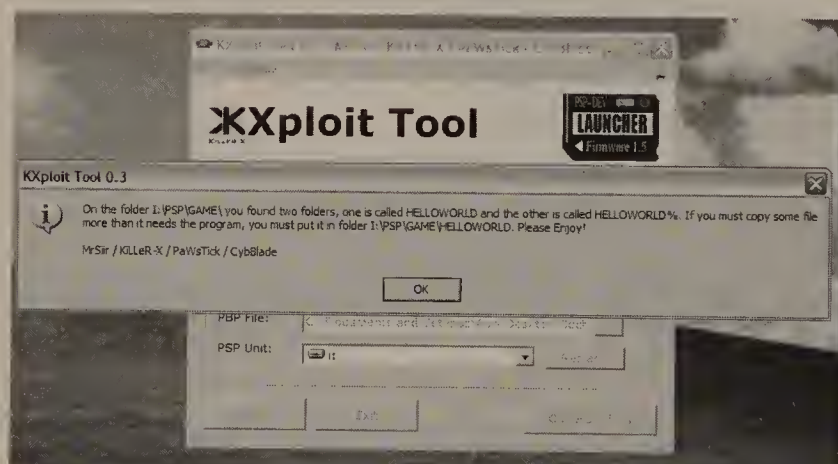 KXploit Tool
KiLLeR-X
PSP-DEV
LAUNCHER
Firmware 1.5
KXploit Tool 0.3
On the folder I:\PSP\GAME\ you found two folders, one is called HELLOWORLD and the other is called HELLOWORLD%. If you must copy some file
more than it needs the program, you must put it in folder I:\PSP\GAME\HELLOWORLD. Please Enjoy!
MrSiir / KiLLeR-X / PaWsTick / CybBlade
OK
PBP File:
PSP Unit:
I:
Exit